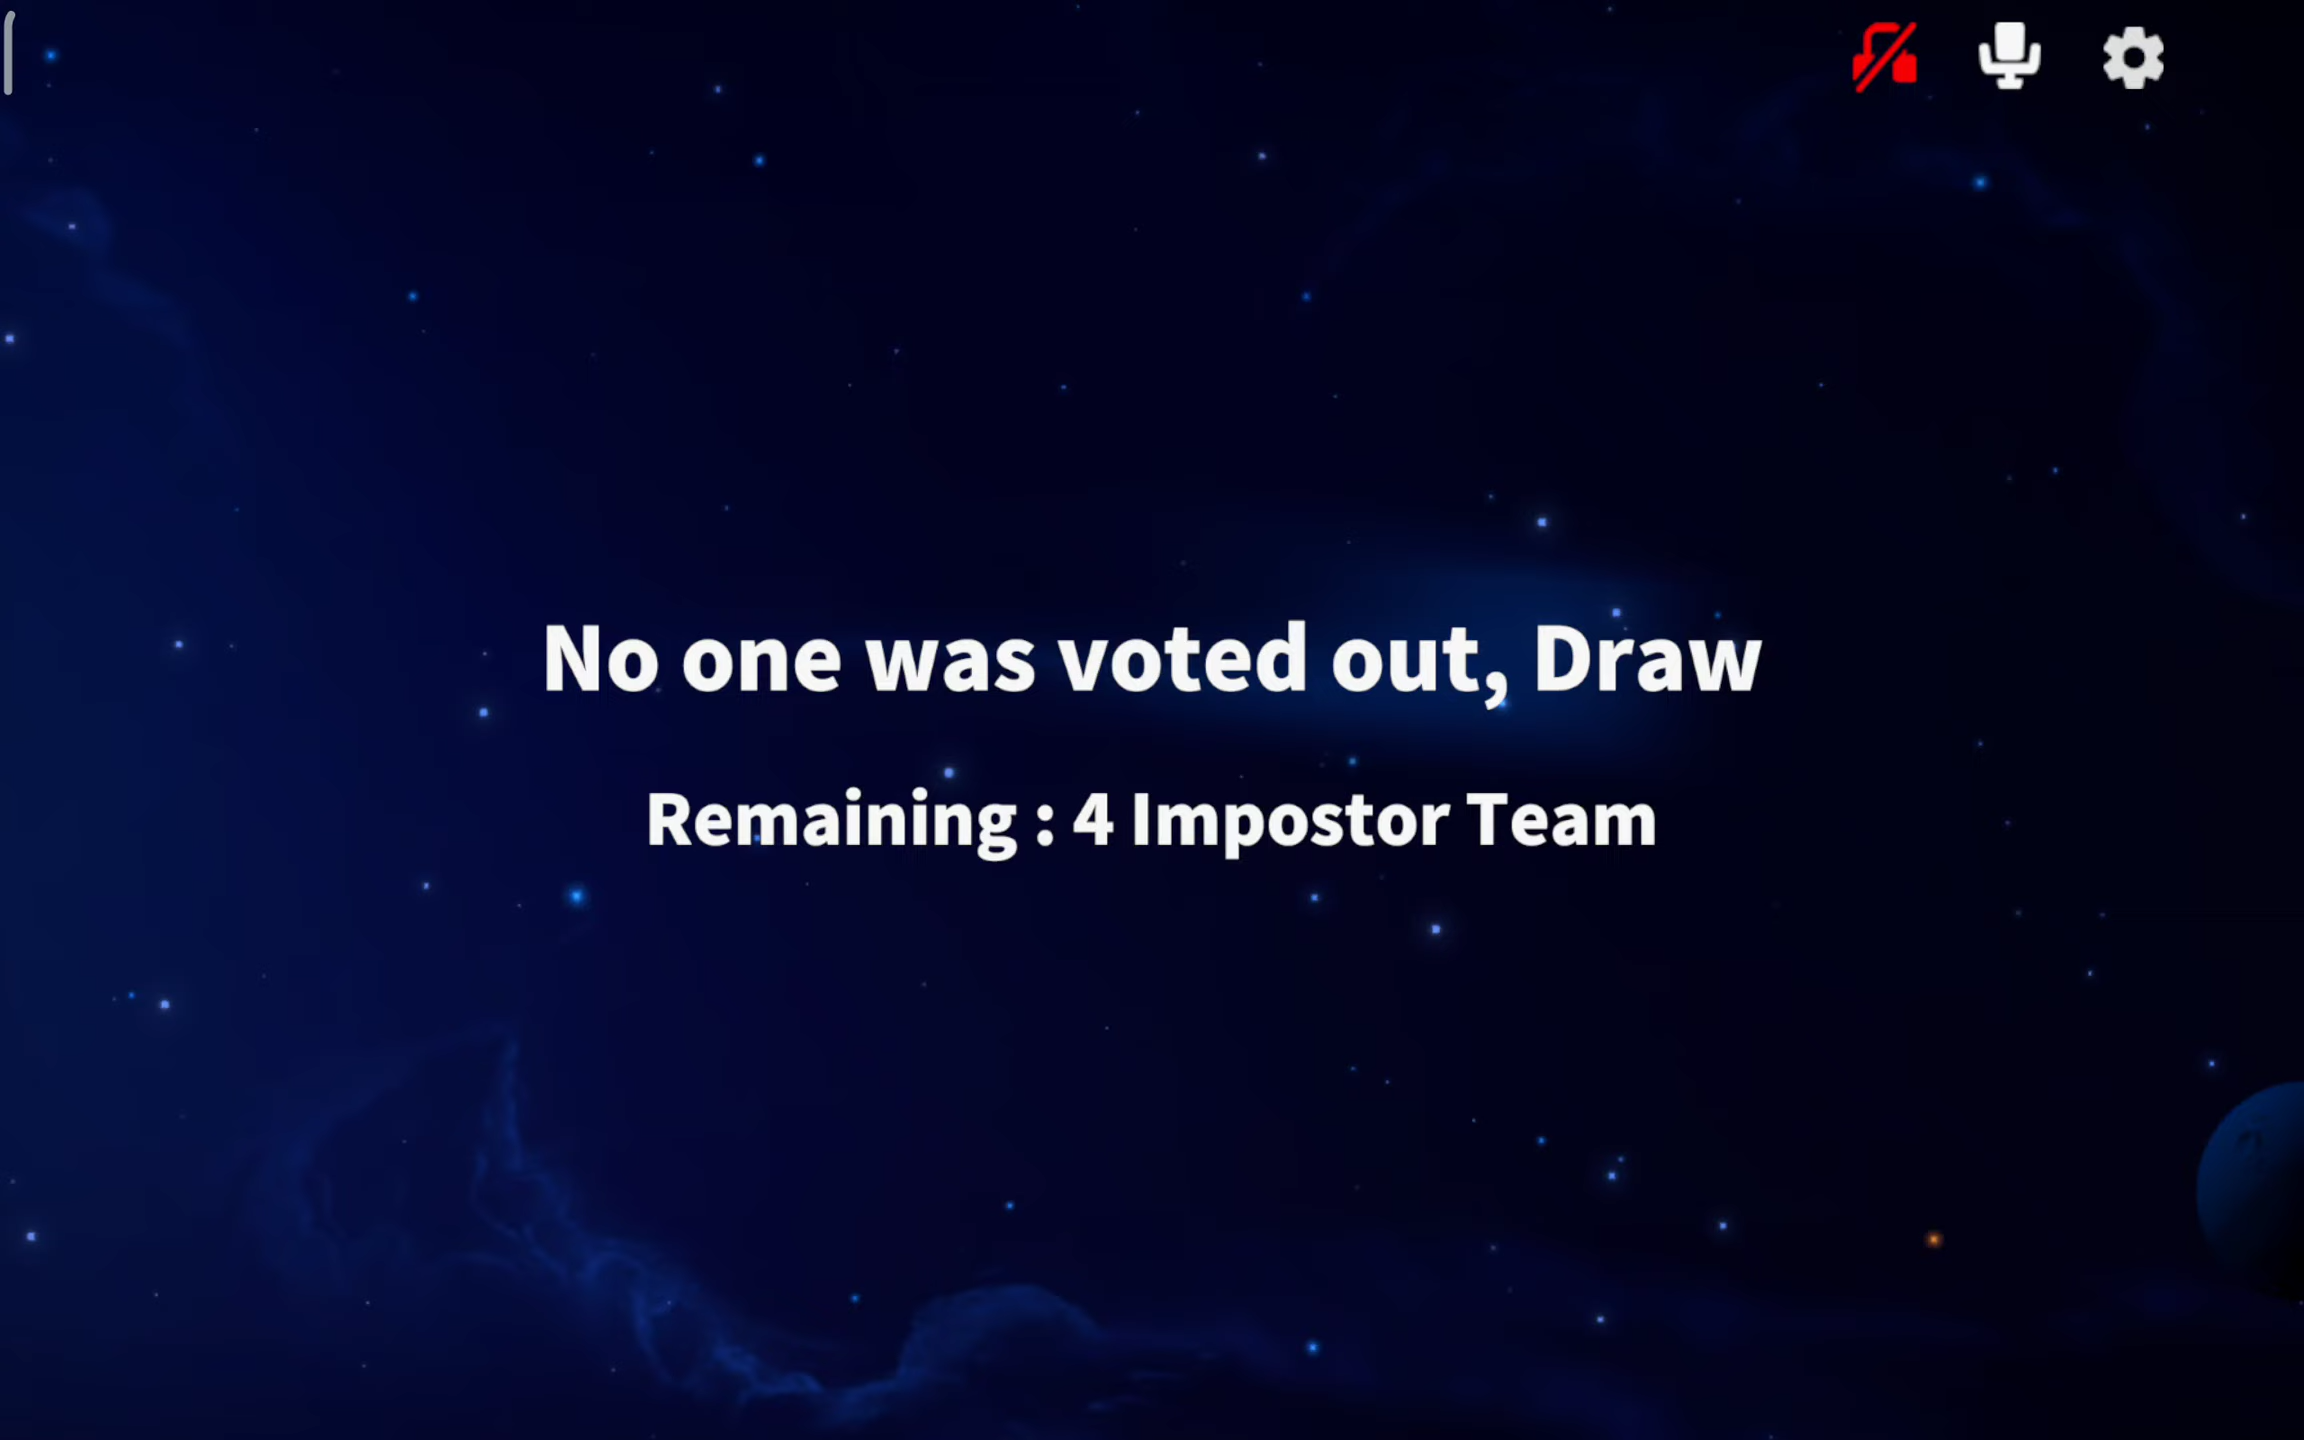 No one was voted out, Draw
Remaining : 4 Impostor Team